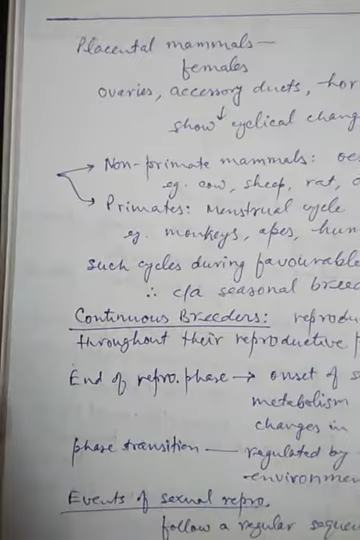 Placental mammals —
females
ovaries, accessory ducts, hor
↓
show cyclical chang
→ Non-primate mammals: oes
eg. cow, sheep, rat,
→ Primates: Menstrual cycle
eg. monkeys, apes, hum
such cycles during favourable
∴ c/a seasonal breed
Continuous Breeders: reprodu
throughout their reproductive p
End of repro. phase → onset of s
metabolism
changes in
phase transition — regulated by
environmen
Events of sexual repro.
follow a regular sequen